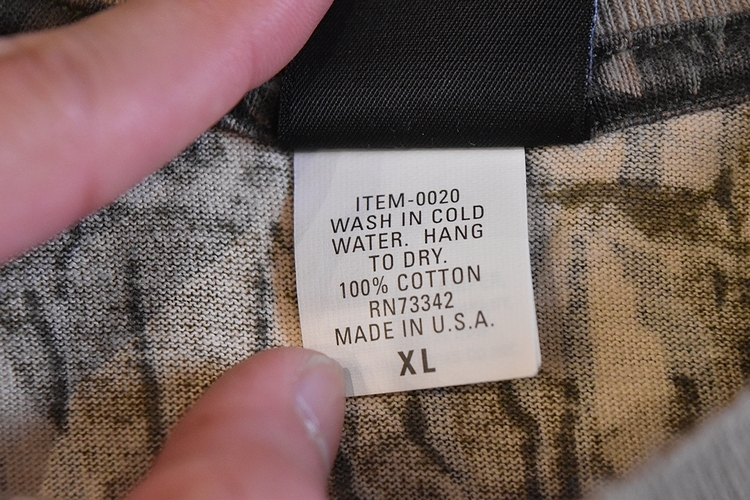 ITEM-0020
WASH IN COLD
WATER. HANG
TO DRY.
100% COTTON
RN73342
MADE IN U.S.A.
XL